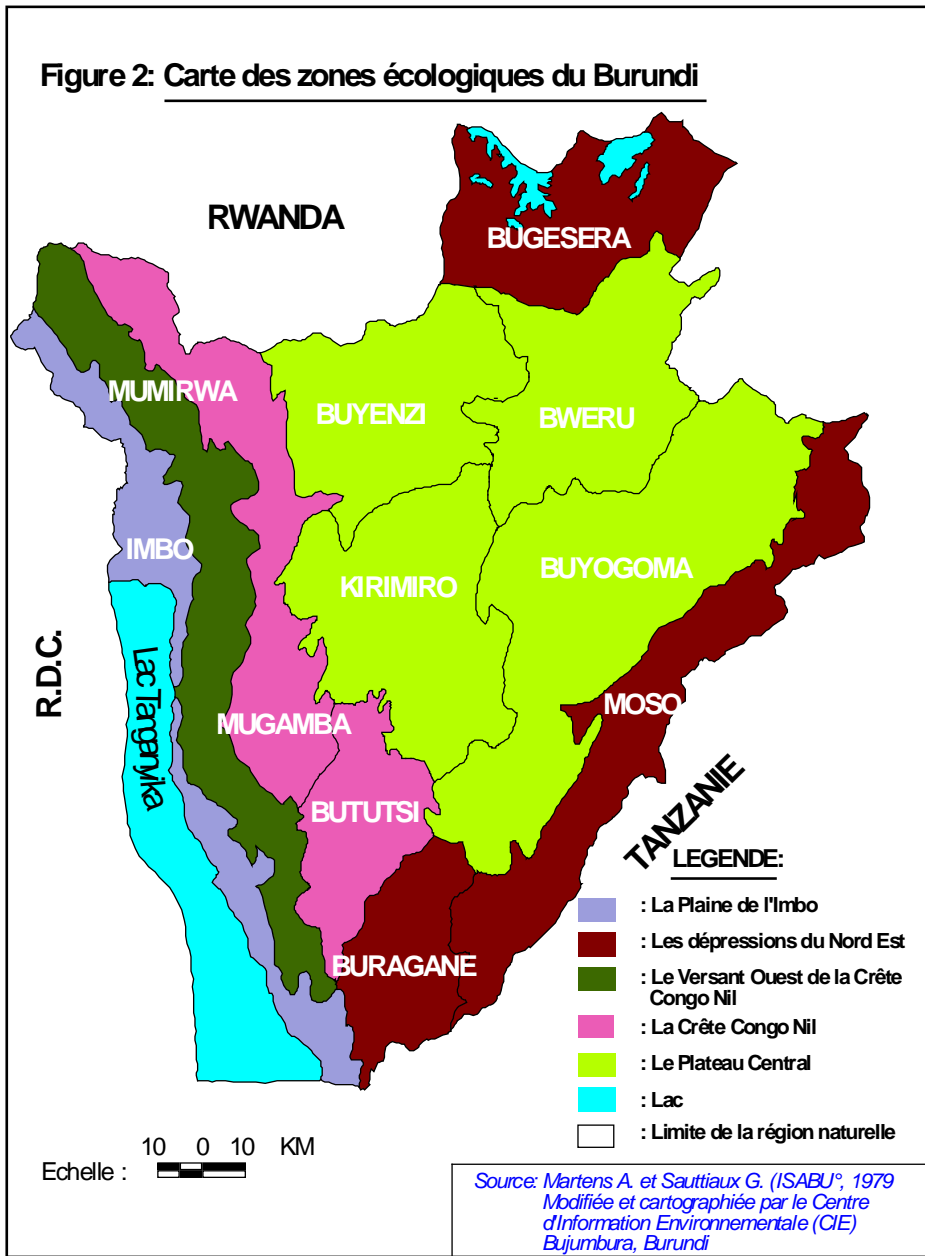 Figure 2: Carte des zones écologiques du Burundi
RWANDA
BUGESERA
MUMIRWA
BUYENZI
BWERU
IMBO
KIRIMIRO
BUYOGOMA
R.D.C.
Lac Tanganyika
MUGAMBA
MOSO
BUTUTSI
TANZANIE
BURAGANE
LEGENDE:
: La Plaine de l'Imbo
: Les dépressions du Nord Est
: Le Versant Ouest de la Crête
Congo Nil
: La Crête Congo Nil
: Le Plateau Central
: Lac
: Limite de la région naturelle
10 0 10 KM
Echelle :
Source: Martens A. et Sauttiaux G. (ISABU°, 1979
Modifiée et cartographiée par le Centre
d'Information Environnementale (CIE)
Bujumbura, Burundi